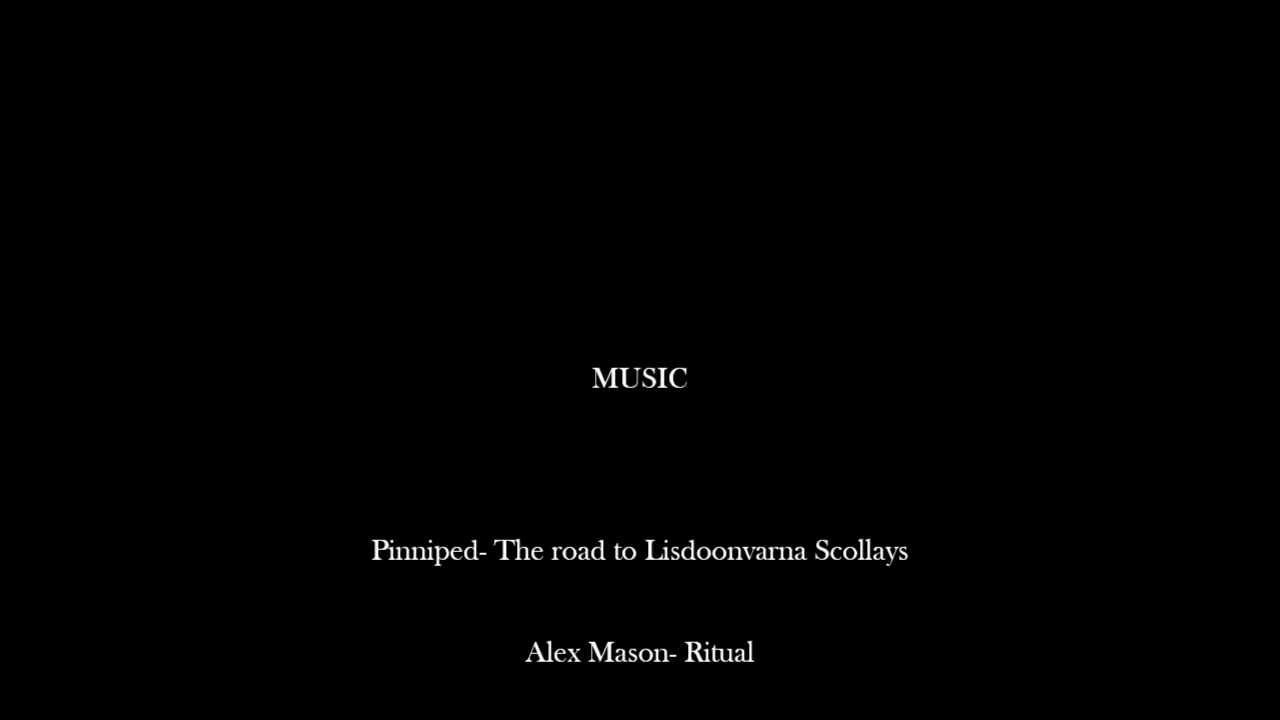 MUSIC
Pinniped- The road to Lisdoonvarna Scollays
Alex Mason- Ritual